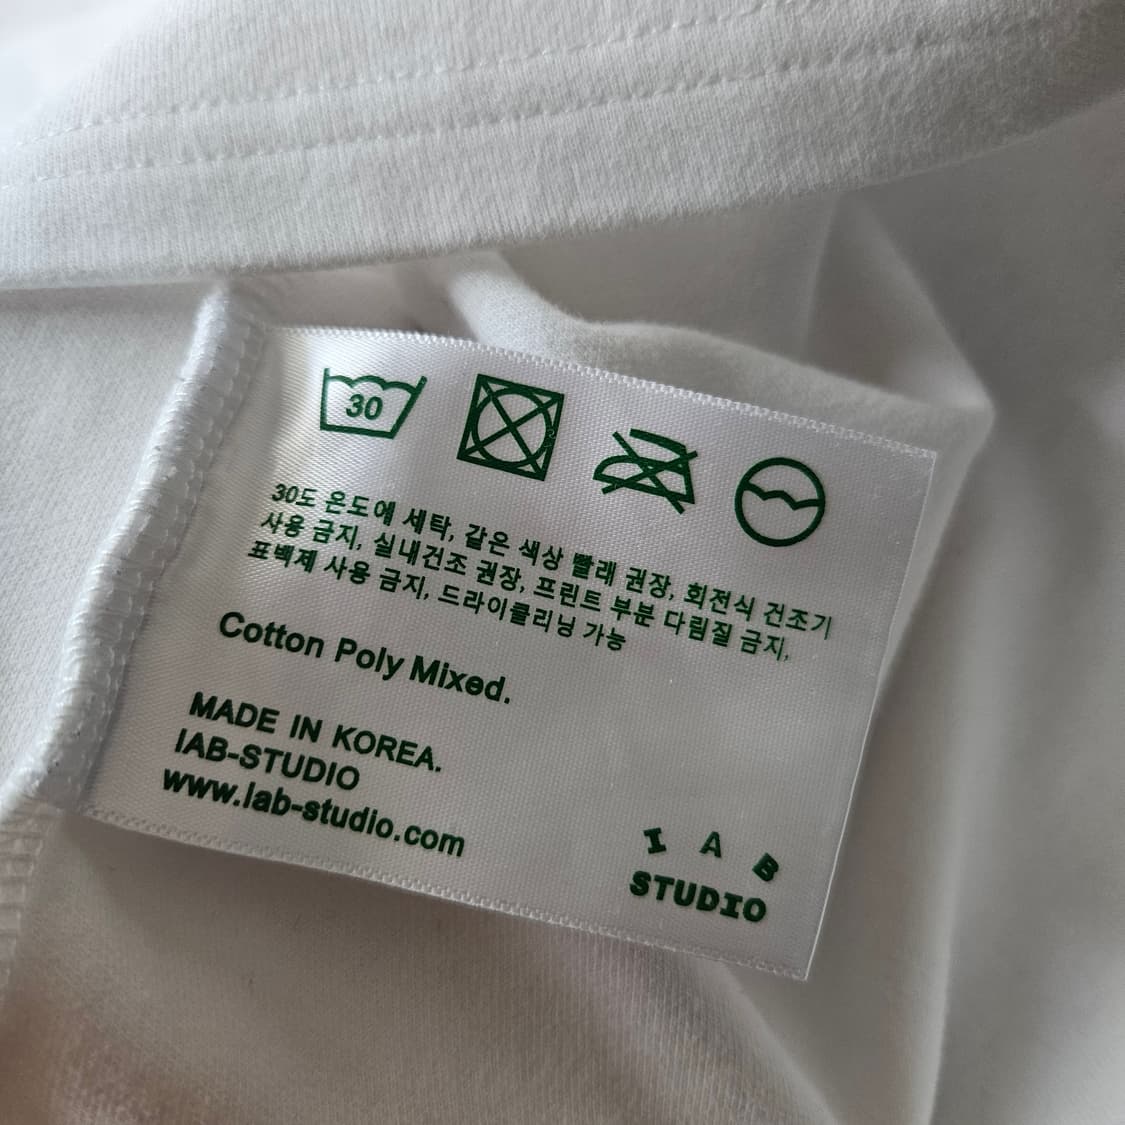 30
30도 온도에 세탁, 같은 색상 빨래 권장, 회전식 건조기
사용 금지, 실내건조 권장, 프린트 부분 다림질 금지,
표백제 사용 금지, 드라이클리닝 가능
Cotton Poly Mixed.
MADE IN KOREA.
IAB-STUDIO
www.iab-studio.com
I A B
STUDIO